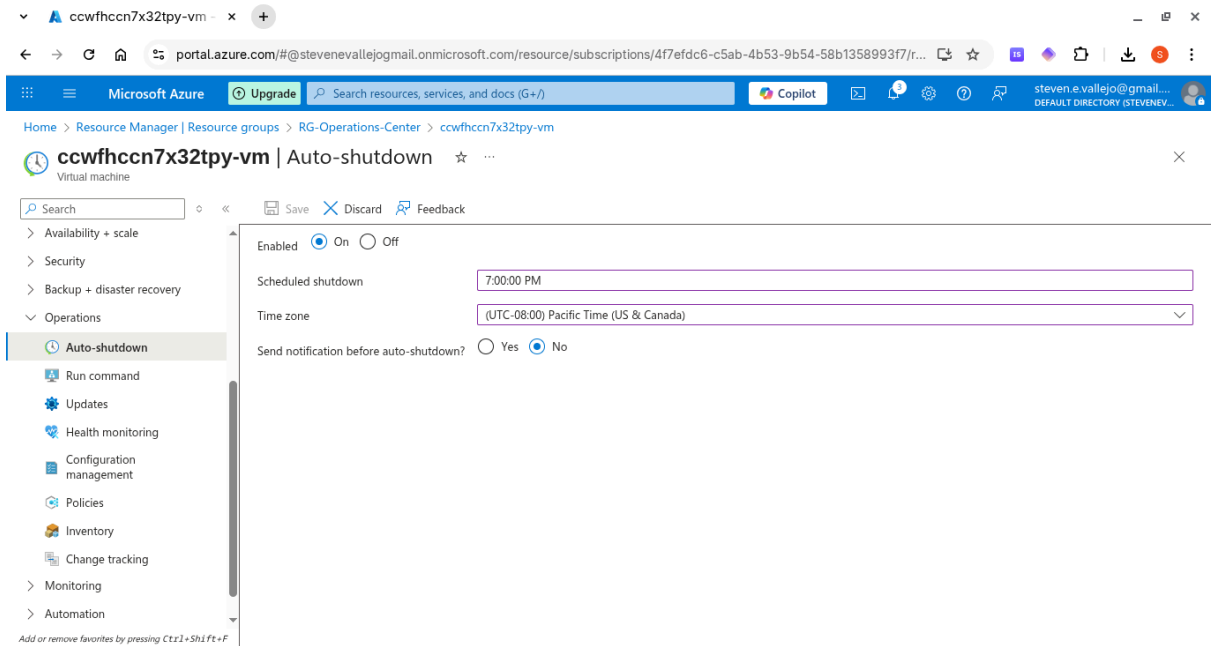 ccwfhccn7x32tpy-vm -
portal.azure.com/#@stevenevallejogmail.onmicrosoft.com/resource/subscriptions/4f7efdc6-c5ab-4b53-9b54-58b1358993f7/r...
Microsoft Azure
Upgrade
Search resources, services, and docs (G+/)
Copilot
3
steven.e.vallejo@gmail....
DEFAULT DIRECTORY (STEVENEV...
Home > Resource Manager | Resource groups > RG-Operations-Center > ccwfhccn7x32tpy-vm
ccwfhccn7x32tpy-vm | Auto-shutdown
Virtual machine
Search
Save
Discard
Feedback
Availability + scale
Security
Backup + disaster recovery
Operations
Auto-shutdown
Run command
Updates
Health monitoring
Configuration
management
Policies
Inventory
Change tracking
Monitoring
Automation
Add or remove favorites by pressing Ctrl+Shift+F
Enabled On Off
Scheduled shutdown 7:00:00 PM
Time zone (UTC-08:00) Pacific Time (US & Canada)
Send notification before auto-shutdown? Yes No